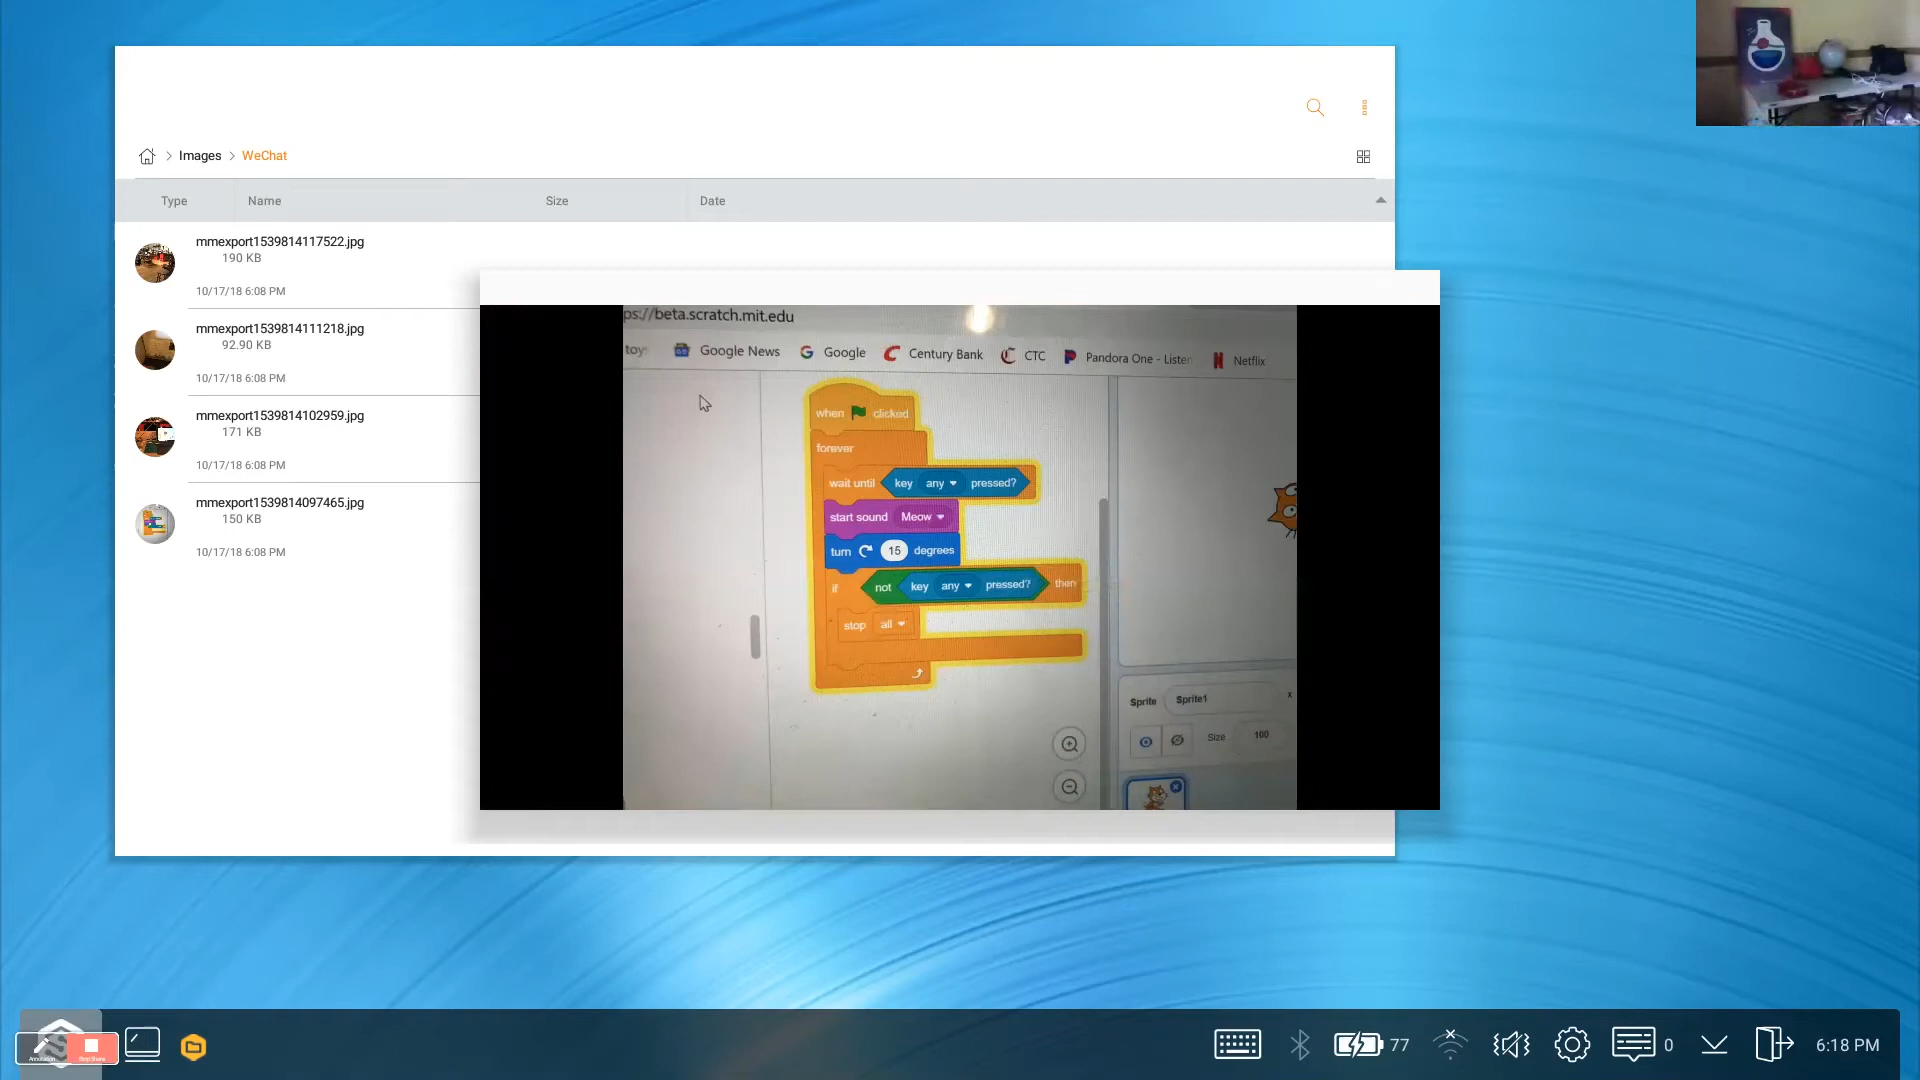 Images > WeChat
Type Name Size Date
mmexport1539814117522.jpg
190 KB
10/17/18 6:08 PM
mmexport1539814111218.jpg
92.90 KB
10/17/18 6:08 PM
mmexport1539814102959.jpg
171 KB
10/17/18 6:08 PM
mmexport1539814097465.jpg
150 KB
10/17/18 6:08 PM
ps://beta.scratch.mit.edu
toys Google News Google Century Bank CTC Pandora One - Listen Netflix
when clicked
forever
wait until key any pressed?
start sound Meow
turn 15 degrees
if not key any pressed? then
stop all
Sprite Sprite1 x
Size 100
Annotation Stop Share
77 0 6:18 PM